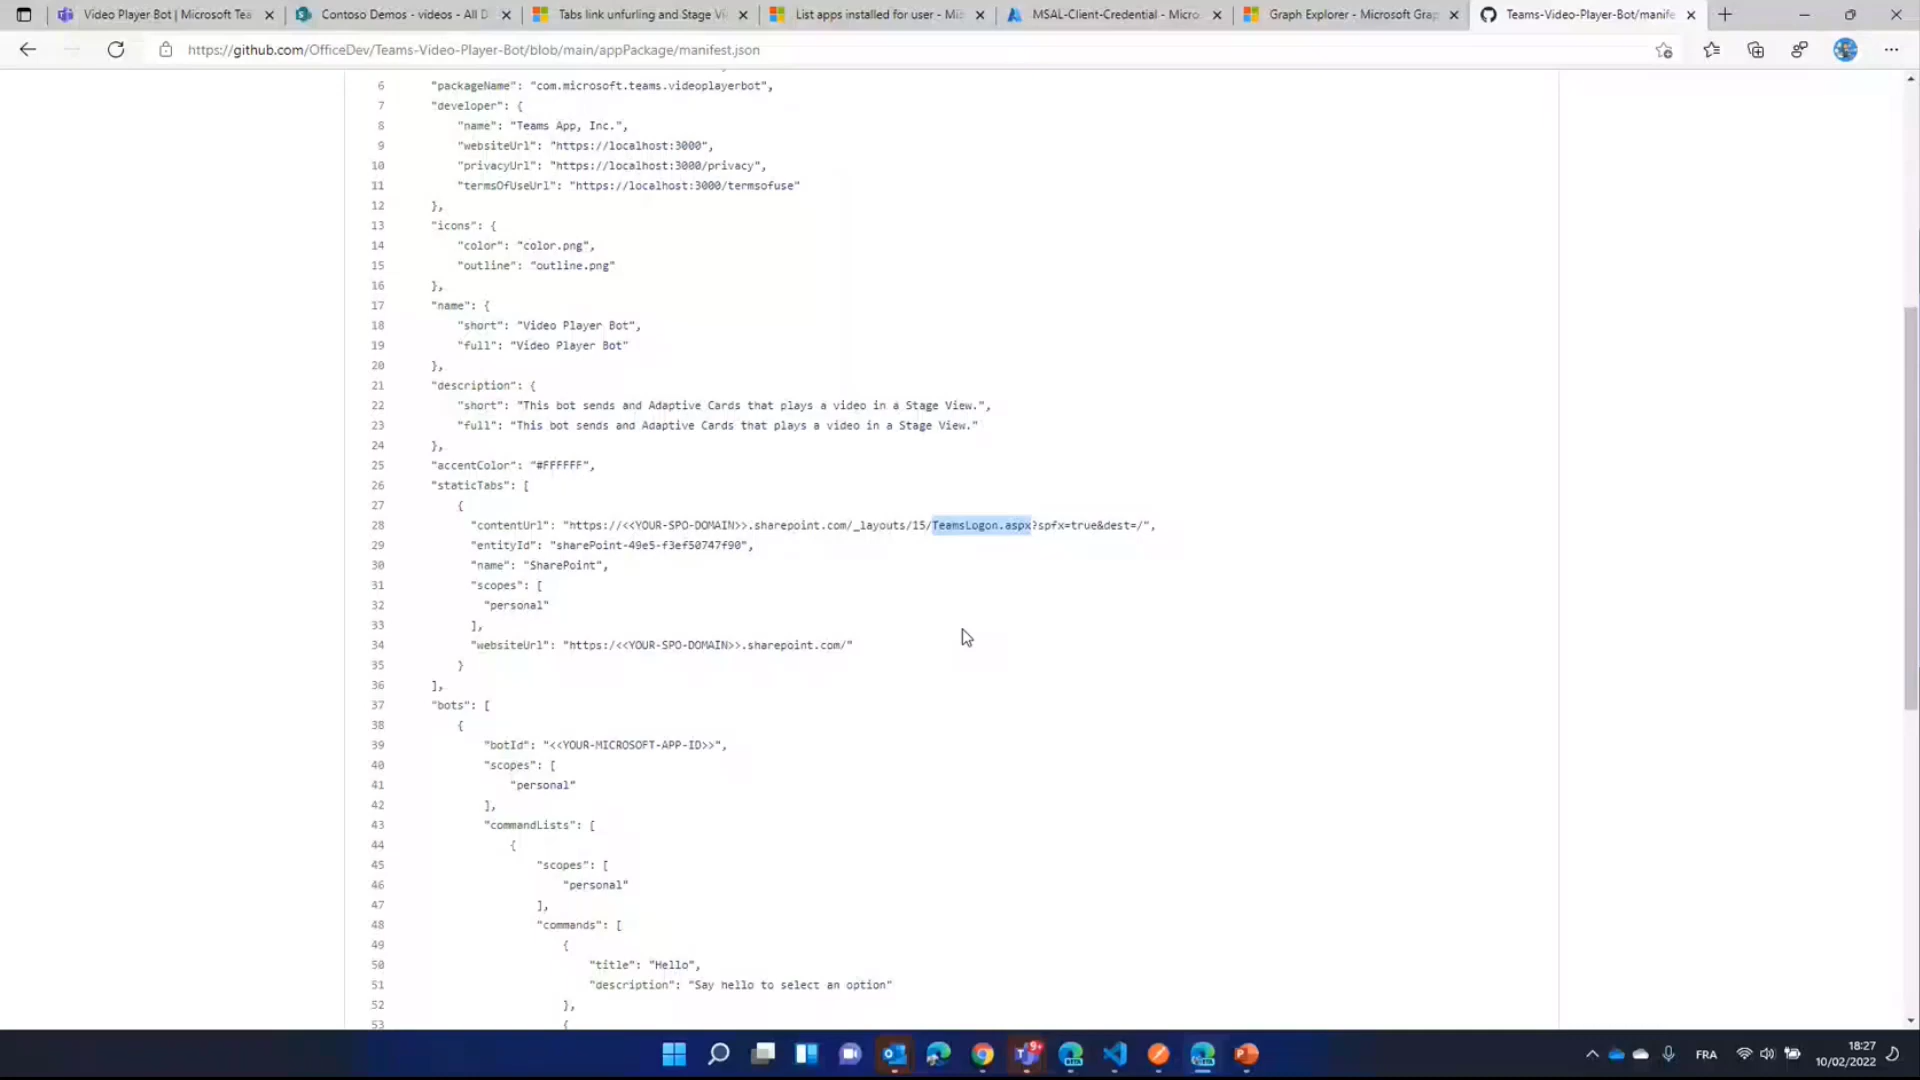 Video Player Bot | Microsoft Tea
Contoso Demos - videos - All D
Tabs link unfurling and Stage Vi
List apps installed for user - Mic
MSAL-Client-Credential - Micro
Graph Explorer - Microsoft Grap
Teams-Video-Player-Bot/manife
https://github.com/OfficeDev/Teams-Video-Player-Bot/blob/main/appPackage/manifest.json
6 "packageName": "com.microsoft.teams.videoplayerbot",
7 "developer": {
8 "name": "Teams App, Inc.",
9 "websiteUrl": "https://localhost:3000",
10 "privacyUrl": "https://localhost:3000/privacy",
11 "termsOfUseUrl": "https://localhost:3000/termsofuse"
12 },
13 "icons": {
14 "color": "color.png",
15 "outline": "outline.png"
16 },
17 "name": {
18 "short": "Video Player Bot",
19 "full": "Video Player Bot"
20 },
21 "description": {
22 "short": "This bot sends and Adaptive Cards that plays a video in a Stage View.",
23 "full": "This bot sends and Adaptive Cards that plays a video in a Stage View."
24 },
25 "accentColor": "#FFFFFF",
26 "staticTabs": [
27 {
28 "contentUrl": "https://<<YOUR-SPO-DOMAIN>>.sharepoint.com/_layouts/15/TeamsLogon.aspx?spfx=true&dest=/",
29 "entityId": "sharePoint-49e5-f3ef50747f90",
30 "name": "SharePoint",
31 "scopes": [
32 "personal"
33 ],
34 "websiteUrl": "https:/<<YOUR-SPO-DOMAIN>>.sharepoint.com/"
35 }
36 ],
37 "bots": [
38 {
39 "botId": "<<YOUR-MICROSOFT-APP-ID>>",
40 "scopes": [
41 "personal"
42 ],
43 "commandLists": [
44 {
45 "scopes": [
46 "personal"
47 ],
48 "commands": [
49 {
50 "title": "Hello",
51 "description": "Say hello to select an option"
52 },
53 {
9+
FRA
18:27
10/02/2022